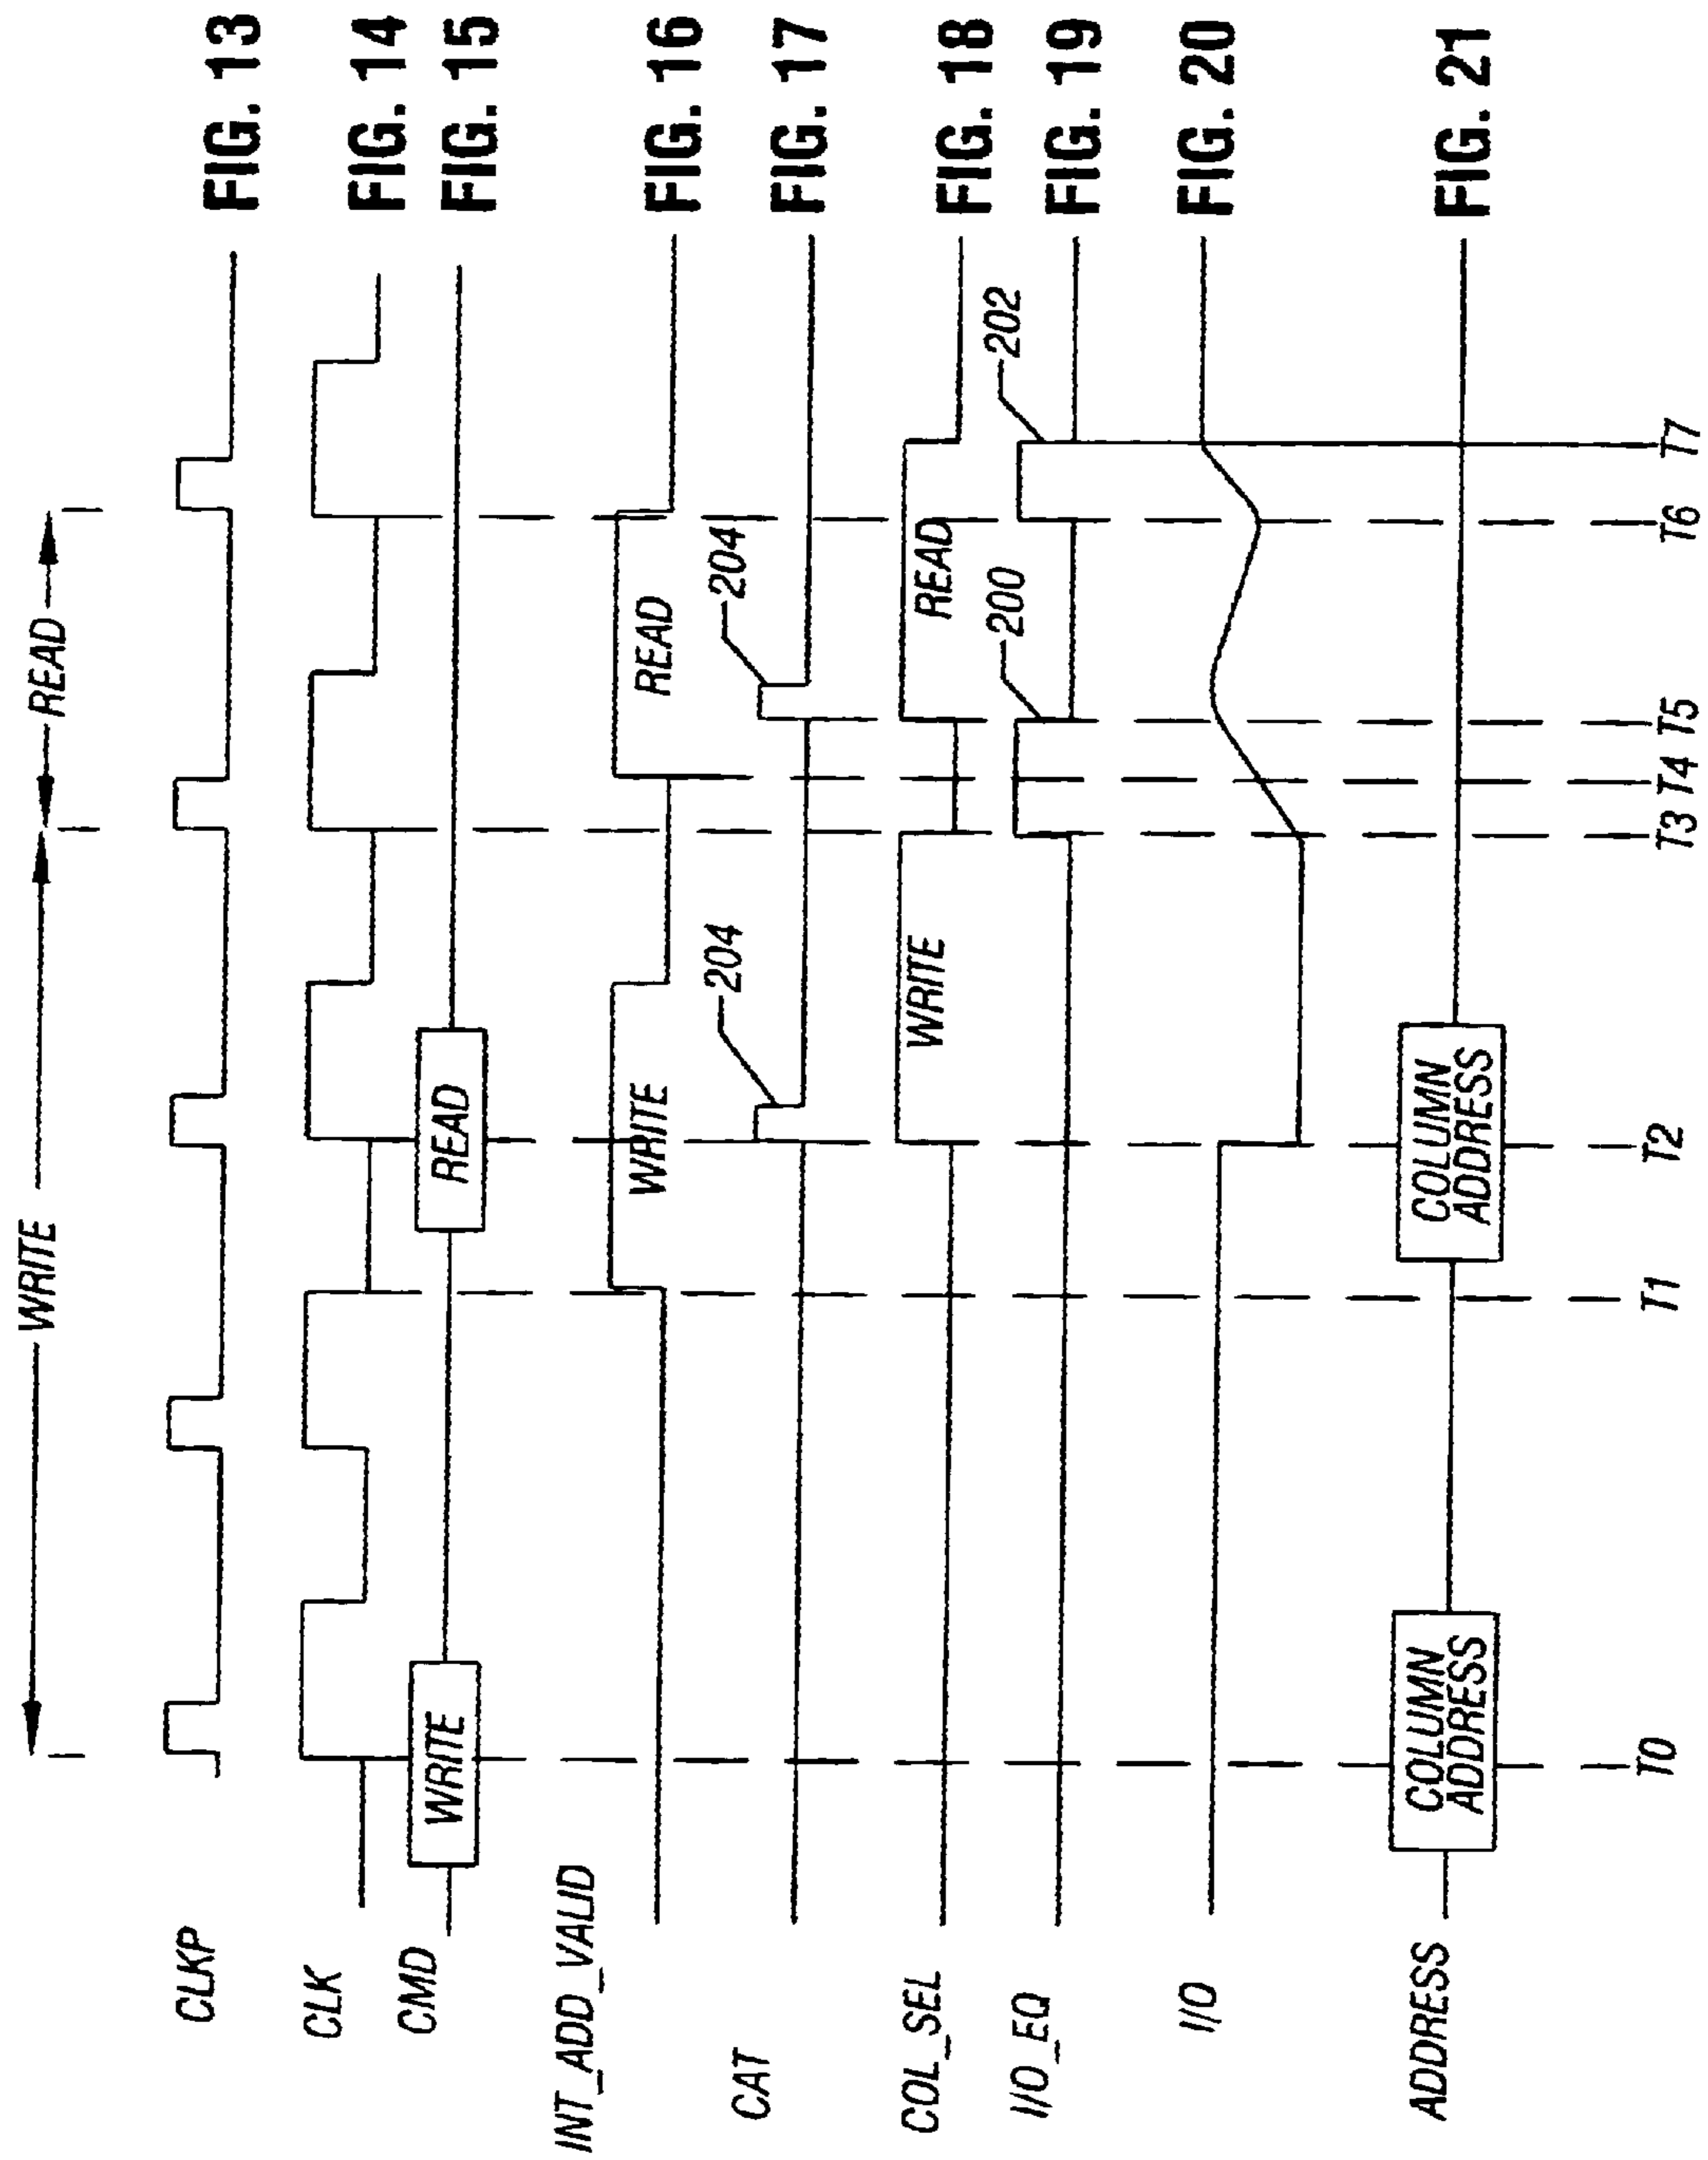 WRITE
READ
CLKP
FIG. 13
CLK
FIG. 14
CMD
WRITE
READ
FIG. 15
INT_ADD_VALID
WRITE
READ
FIG. 16
CAT
204
204
FIG. 17
COL_SEL
WRITE
READ
FIG. 18
I/O_EQ
200
202
FIG. 19
I/O
FIG. 20
ADDRESS
COLUMN
ADDRESS
COLUMN
ADDRESS
FIG. 21
T0 T1 T2 T3 T4 T5 T6 T7